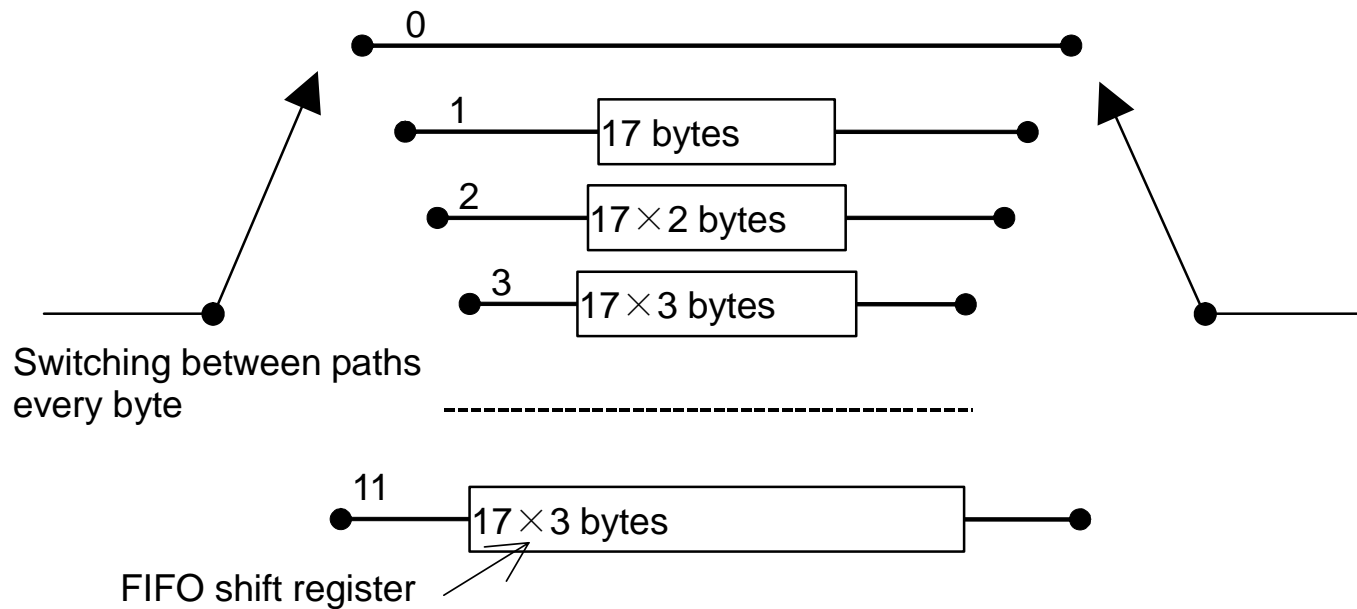 0
1
17 bytes
2
17×2 bytes
3
17×3 bytes
Switching between paths
every byte
11
17×3 bytes
FIFO shift register